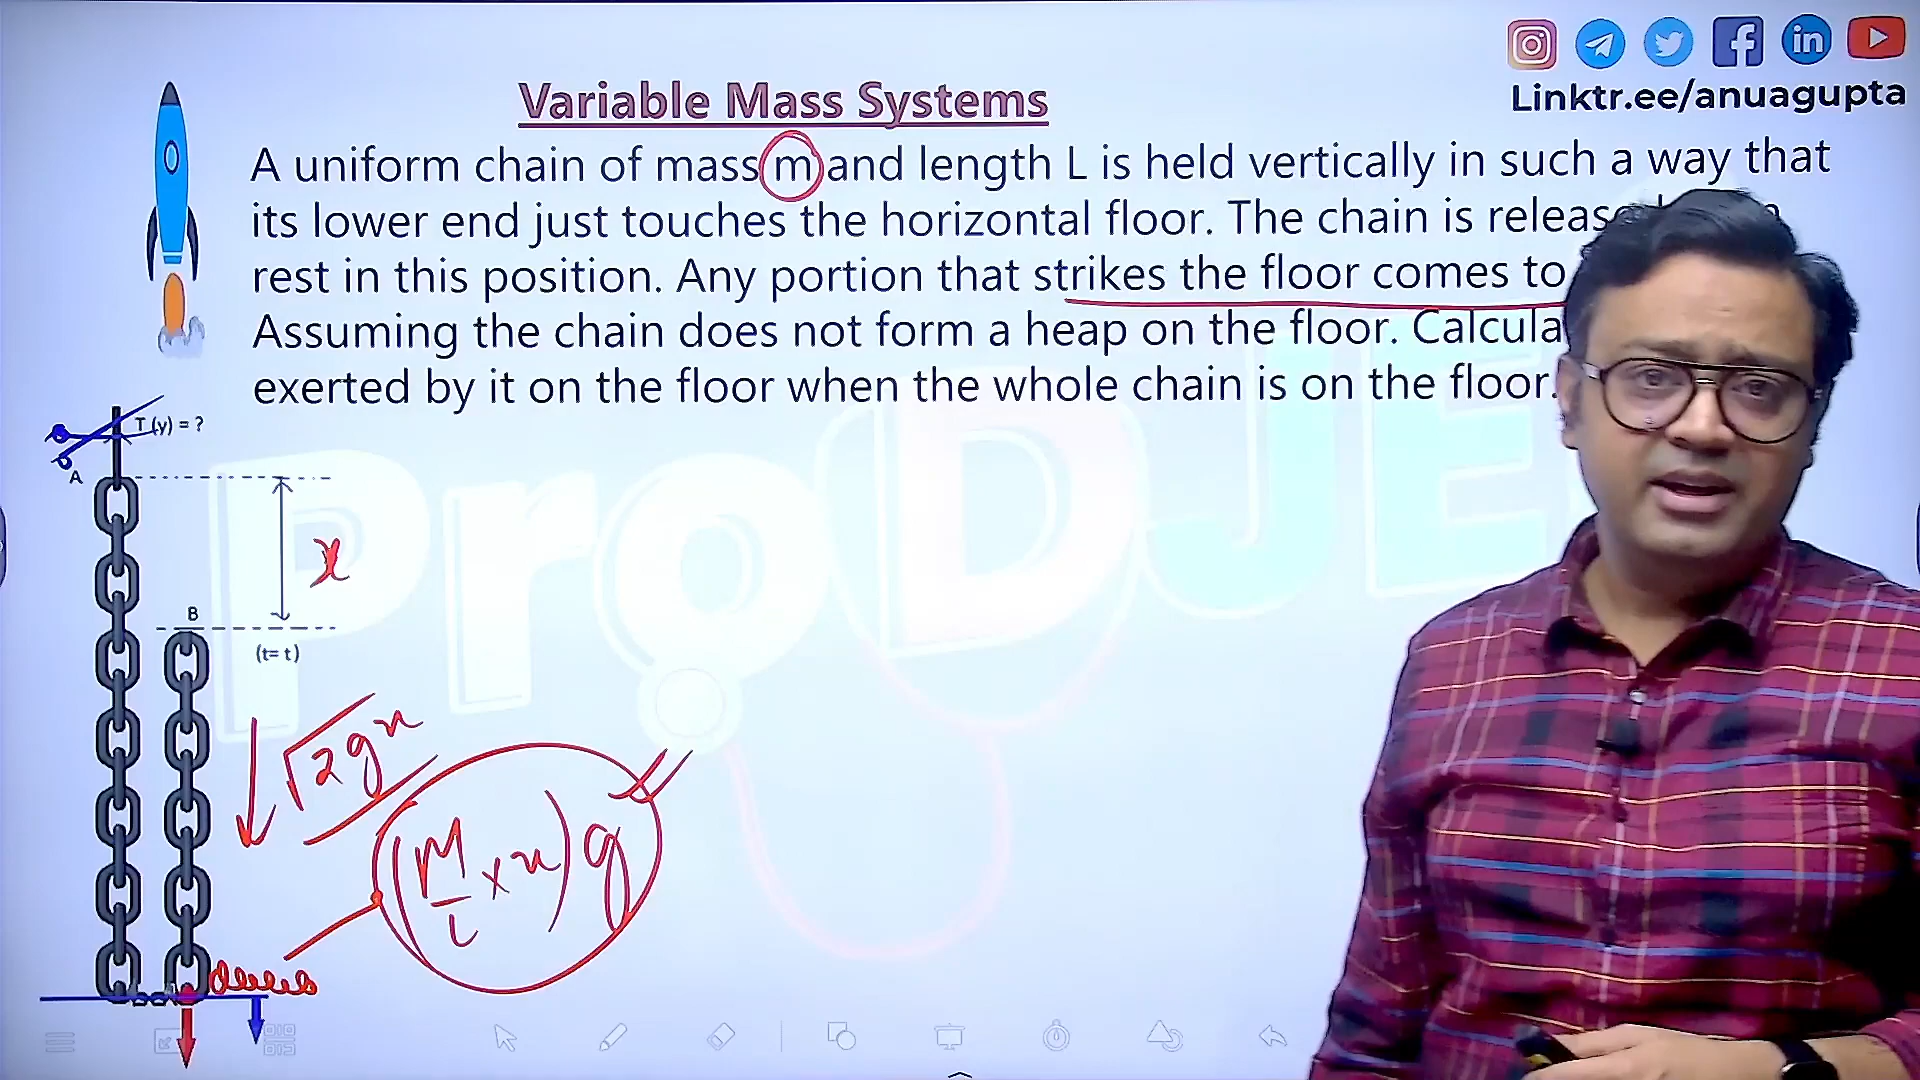 Linktr.ee/anuagupta
Variable Mass Systems
A uniform chain of mass m and length L is held vertically in such a way that
its lower end just touches the horizontal floor. The chain is
rest in this position. Any portion that strikes the floor comes to
Assuming the chain does not form a heap on the floor.
exerted by it on the floor when the whole chain is on the floor.
T (y) = ?
A
x
B
(t= t)
√2gx
(M/L × x) g
ProDJEE